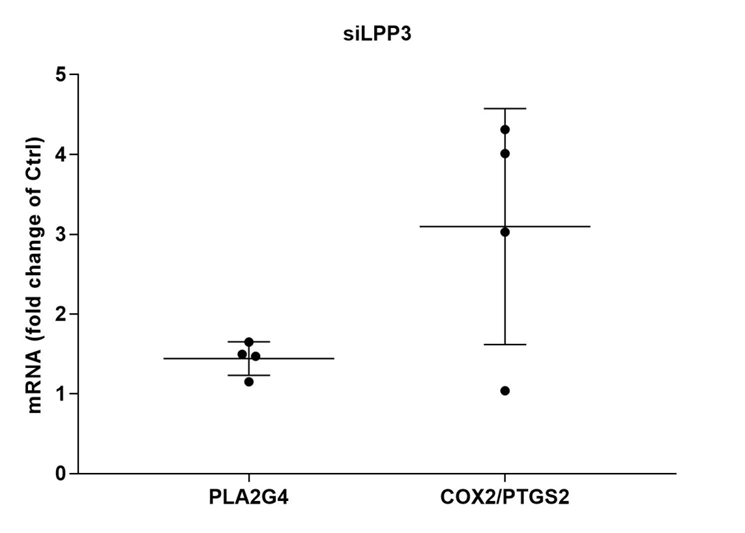 siLPP3
mRNA (fold change of Ctrl)
5
4
3
2
1
0
PLA2G4
COX2/PTGS2